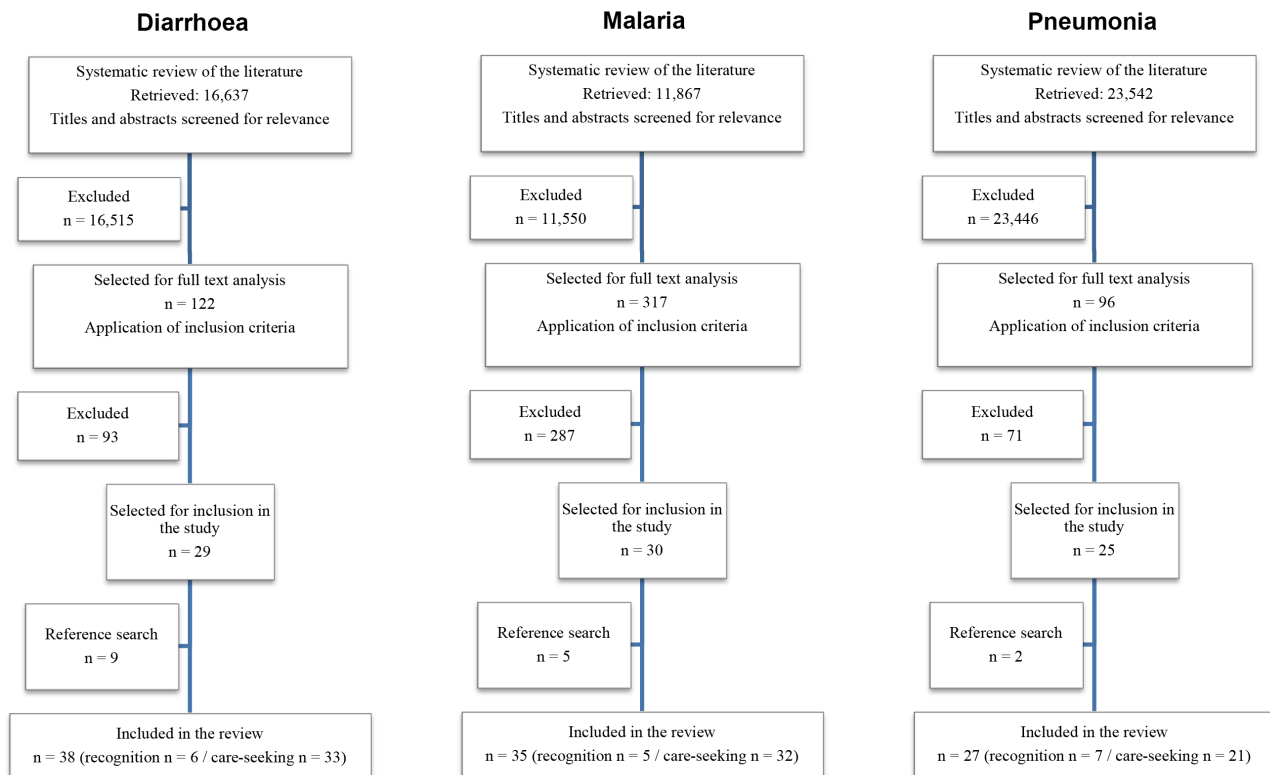 Diarrhoea
Systematic review of the literature
Retrieved: 16,637
Titles and abstracts screened for relevance
Excluded
n = 16,515
Selected for full text analysis
n = 122
Application of inclusion criteria
Excluded
n = 93
Selected for inclusion in
the study
n = 29
Reference search
n = 9
Included in the review
n = 38 (recognition n = 6 / care-seeking n = 33)
Malaria
Systematic review of the literature
Retrieved: 11,867
Titles and abstracts screened for relevance
Excluded
n = 11,550
Selected for full text analysis
n = 317
Application of inclusion criteria
Excluded
n = 287
Selected for inclusion in
the study
n = 30
Reference search
n = 5
Included in the review
n = 35 (recognition n = 5 / care-seeking n = 32)
Pneumonia
Systematic review of the literature
Retrieved: 23,542
Titles and abstracts screened for relevance
Excluded
n = 23,446
Selected for full text analysis
n = 96
Application of inclusion criteria
Excluded
n = 71
Selected for inclusion in
the study
n = 25
Reference search
n = 2
Included in the review
n = 27 (recognition n = 7 / care-seeking n = 21)